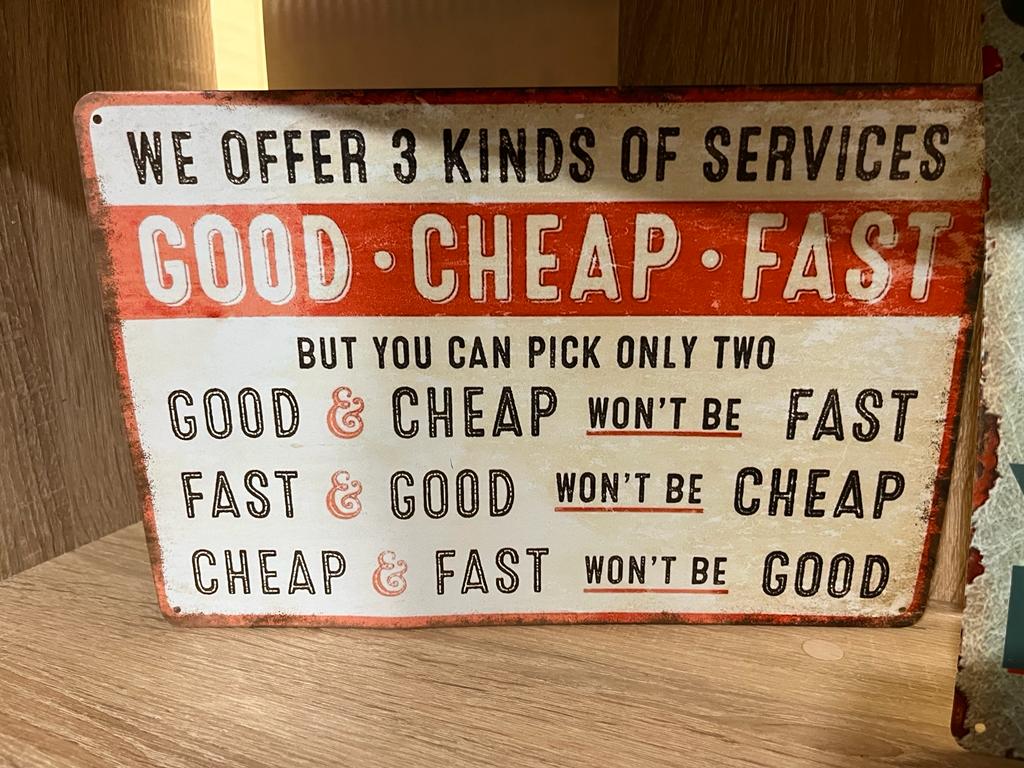 WE OFFER 3 KINDS OF SERVICES
GOOD · CHEAP · FAST
BUT YOU CAN PICK ONLY TWO
GOOD & CHEAP WON'T BE FAST
FAST & GOOD WON'T BE CHEAP
CHEAP & FAST WON'T BE GOOD